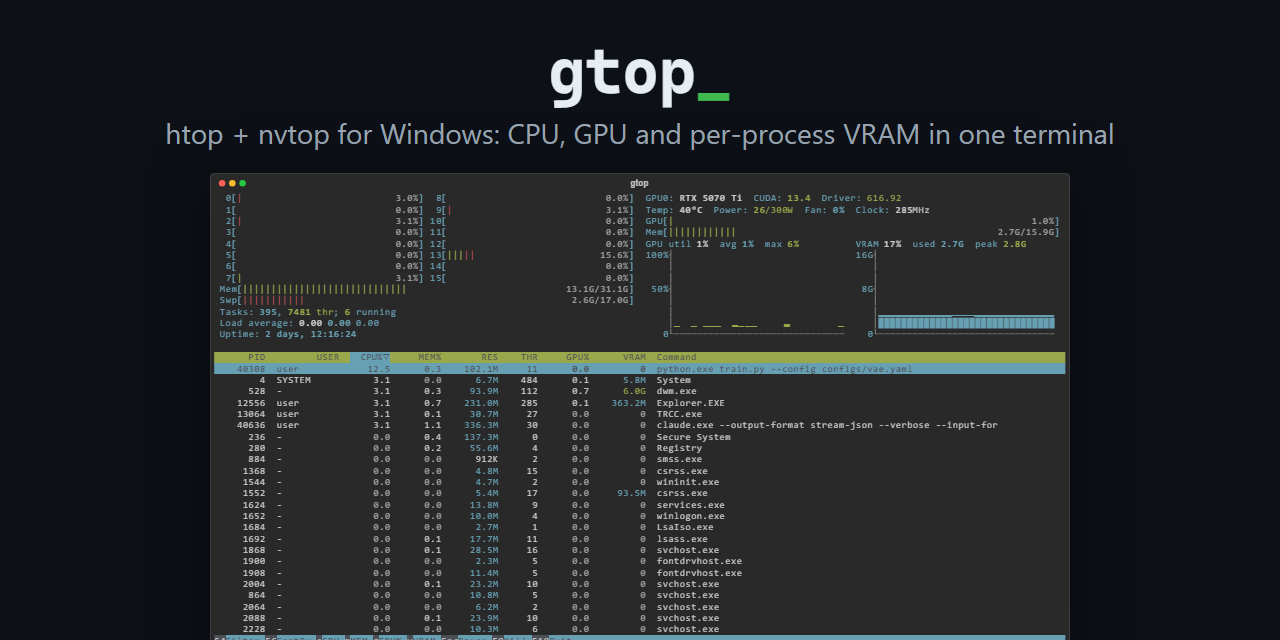 gtop_
htop + nvtop for Windows: CPU, GPU and per-process VRAM in one terminal
gtop
0[| 3.0%] 8[ 0.0%] GPU0: RTX 5070 Ti CUDA: 13.4 Driver: 616.92
1[ 0.0%] 9[| 3.1%] Temp: 40°C Power: 26/300W Fan: 0% Clock: 285MHz
2[| 3.1%] 10[ 0.0%] GPU[| 1.0%]
3[ 0.0%] 11[ 0.0%] Mem[|||||||||||| 2.7G/15.9G]
4[ 0.0%] 12[ 0.0%] GPU util 1% avg 1% max 6% VRAM 17% used 2.7G peak 2.8G
5[ 0.0%] 13[||||| 15.6%] 100% 16G
6[ 0.0%] 14[ 0.0%]
7[| 3.1%] 15[ 0.0%]
Mem[||||||||||||||||||||||||||||| 13.1G/31.1G] 50% 8G
Swp[||||||||||| 2.6G/17.0G]
Tasks: 395, 7481 thr; 6 running
Load average: 0.00 0.00 0.00
Uptime: 2 days, 12:16:24 0 0
PID USER CPU%▽ MEM% RES THR GPU% VRAM Command
40308 user 12.5 0.3 102.1M 11 0.0 0 python.exe train.py --config configs/vae.yaml
4 SYSTEM 3.1 0.0 6.7M 484 0.1 5.8M System
528 - 3.1 0.3 93.9M 112 0.7 6.0G dwm.exe
12556 user 3.1 0.7 231.0M 285 0.1 363.2M Explorer.EXE
13064 user 3.1 0.1 30.7M 27 0.0 0 TRCC.exe
40636 user 3.1 1.1 336.3M 30 0.0 0 claude.exe --output-format stream-json --verbose --input-for
236 - 0.0 0.4 137.3M 0 0.0 0 Secure System
280 - 0.0 0.2 55.6M 4 0.0 0 Registry
884 - 0.0 0.0 912K 2 0.0 0 smss.exe
1368 - 0.0 0.0 4.8M 15 0.0 0 csrss.exe
1544 - 0.0 0.0 4.7M 2 0.0 0 wininit.exe
1552 - 0.0 0.0 5.4M 17 0.0 93.5M csrss.exe
1624 - 0.0 0.0 13.8M 9 0.0 0 services.exe
1652 - 0.0 0.0 10.0M 4 0.0 0 winlogon.exe
1684 - 0.0 0.0 2.7M 1 0.0 0 LsaIso.exe
1692 - 0.0 0.1 17.7M 11 0.0 0 lsass.exe
1868 - 0.0 0.1 28.5M 16 0.0 0 svchost.exe
1900 - 0.0 0.0 2.3M 5 0.0 0 fontdrvhost.exe
1908 - 0.0 0.0 11.4M 5 0.0 0 fontdrvhost.exe
2004 - 0.0 0.1 23.2M 10 0.0 0 svchost.exe
864 - 0.0 0.0 10.8M 5 0.0 0 svchost.exe
2064 - 0.0 0.0 6.2M 2 0.0 0 svchost.exe
2088 - 0.0 0.1 23.9M 10 0.0 0 svchost.exe
2228 - 0.0 0.0 10.3M 6 0.0 0 svchost.exe